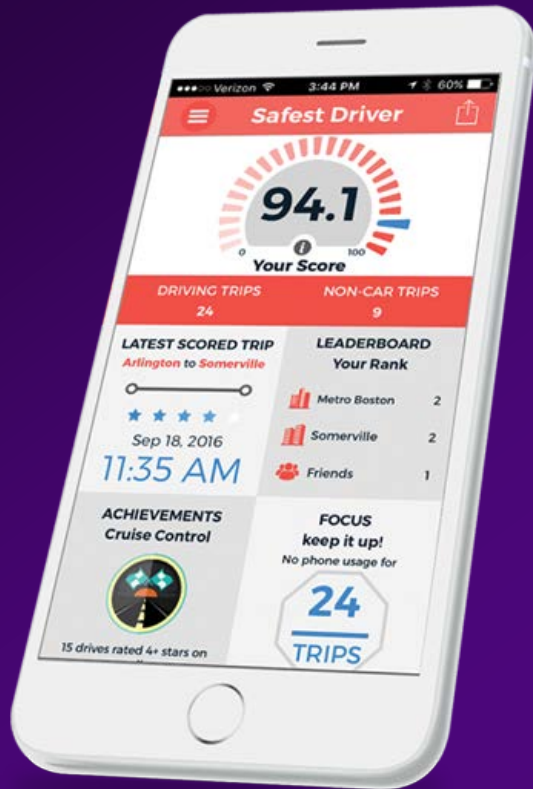 Verizon 3:44 PM 60%
Safest Driver
94.1
0 i 100
Your Score
DRIVING TRIPS
24
NON-CAR TRIPS
9
LATEST SCORED TRIP
Arlington to Somerville
Sep 18, 2016
11:35 AM
LEADERBOARD
Your Rank
Metro Boston 2
Somerville 2
Friends 1
ACHIEVEMENTS
Cruise Control
15 drives rated 4+ stars on
FOCUS
keep it up!
No phone usage for
24
TRIPS